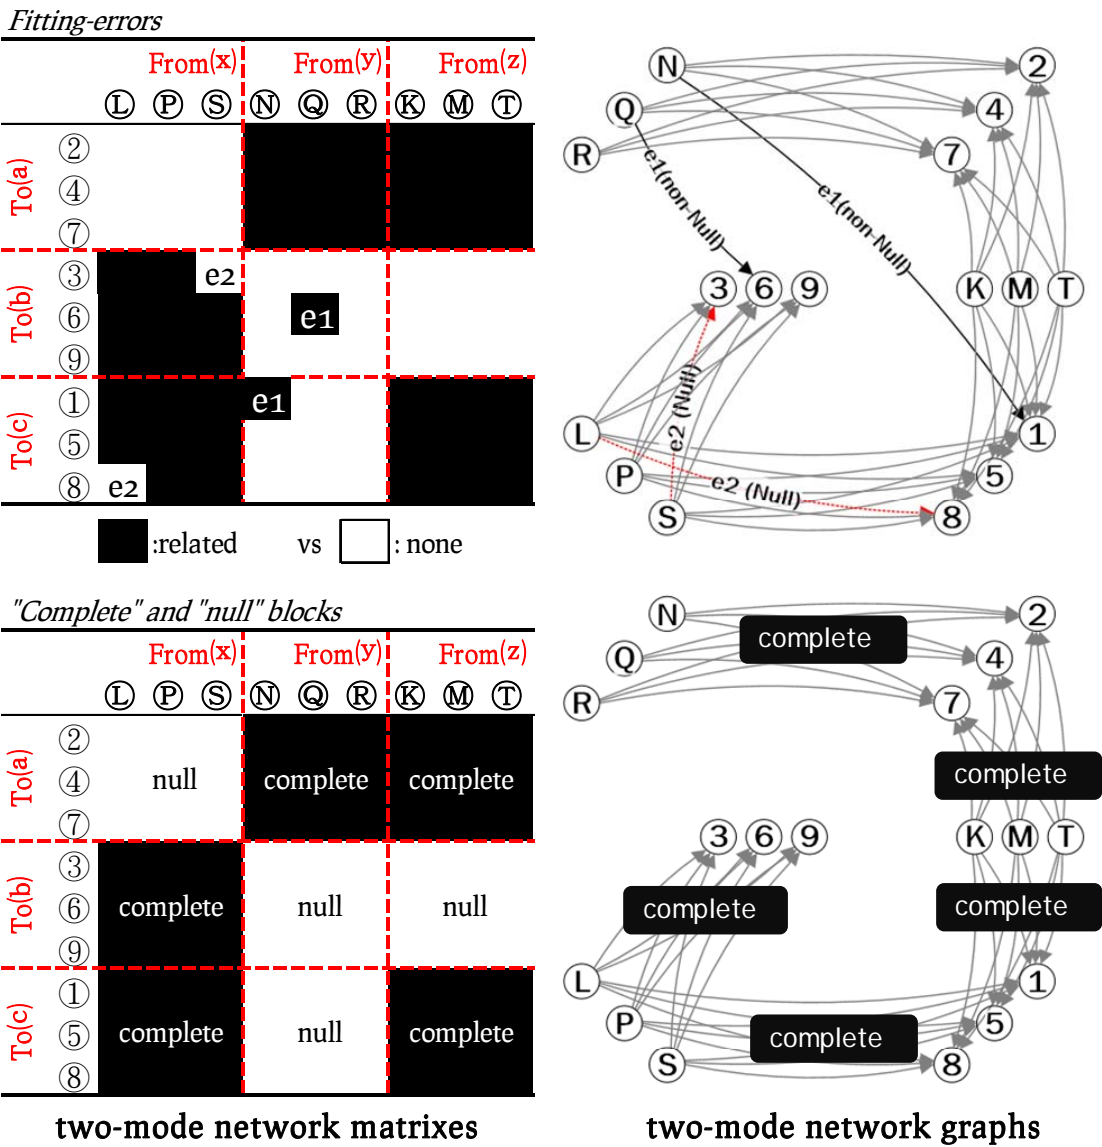 Fitting-errors
From(x) From(y) From(z)
Ⓛ Ⓟ Ⓢ Ⓝ Ⓠ Ⓡ Ⓚ Ⓜ Ⓣ
To(a)
②
④
⑦
To(b)
③ e2
⑥ e1
⑨
To(c)
① e1
⑤
⑧ e2
:related vs : none
N
Q
R
2
4
7
e1(non-Null)
e1(non-Null)
3 6 9
K M T
L
P
S
e2 (Null)
e2 (Null)
1
5
8
"Complete" and "null" blocks
From(x) From(y) From(z)
Ⓛ Ⓟ Ⓢ Ⓝ Ⓠ Ⓡ Ⓚ Ⓜ Ⓣ
To(a)
②
④ null complete complete
⑦
To(b)
③
⑥ complete null null
⑨
To(c)
①
⑤ complete null complete
⑧
N
Q
R
complete
2
4
7
complete
3 6 9
K M T
complete
complete
L
P
S
complete
1
5
8
two-mode network matrixes
two-mode network graphs